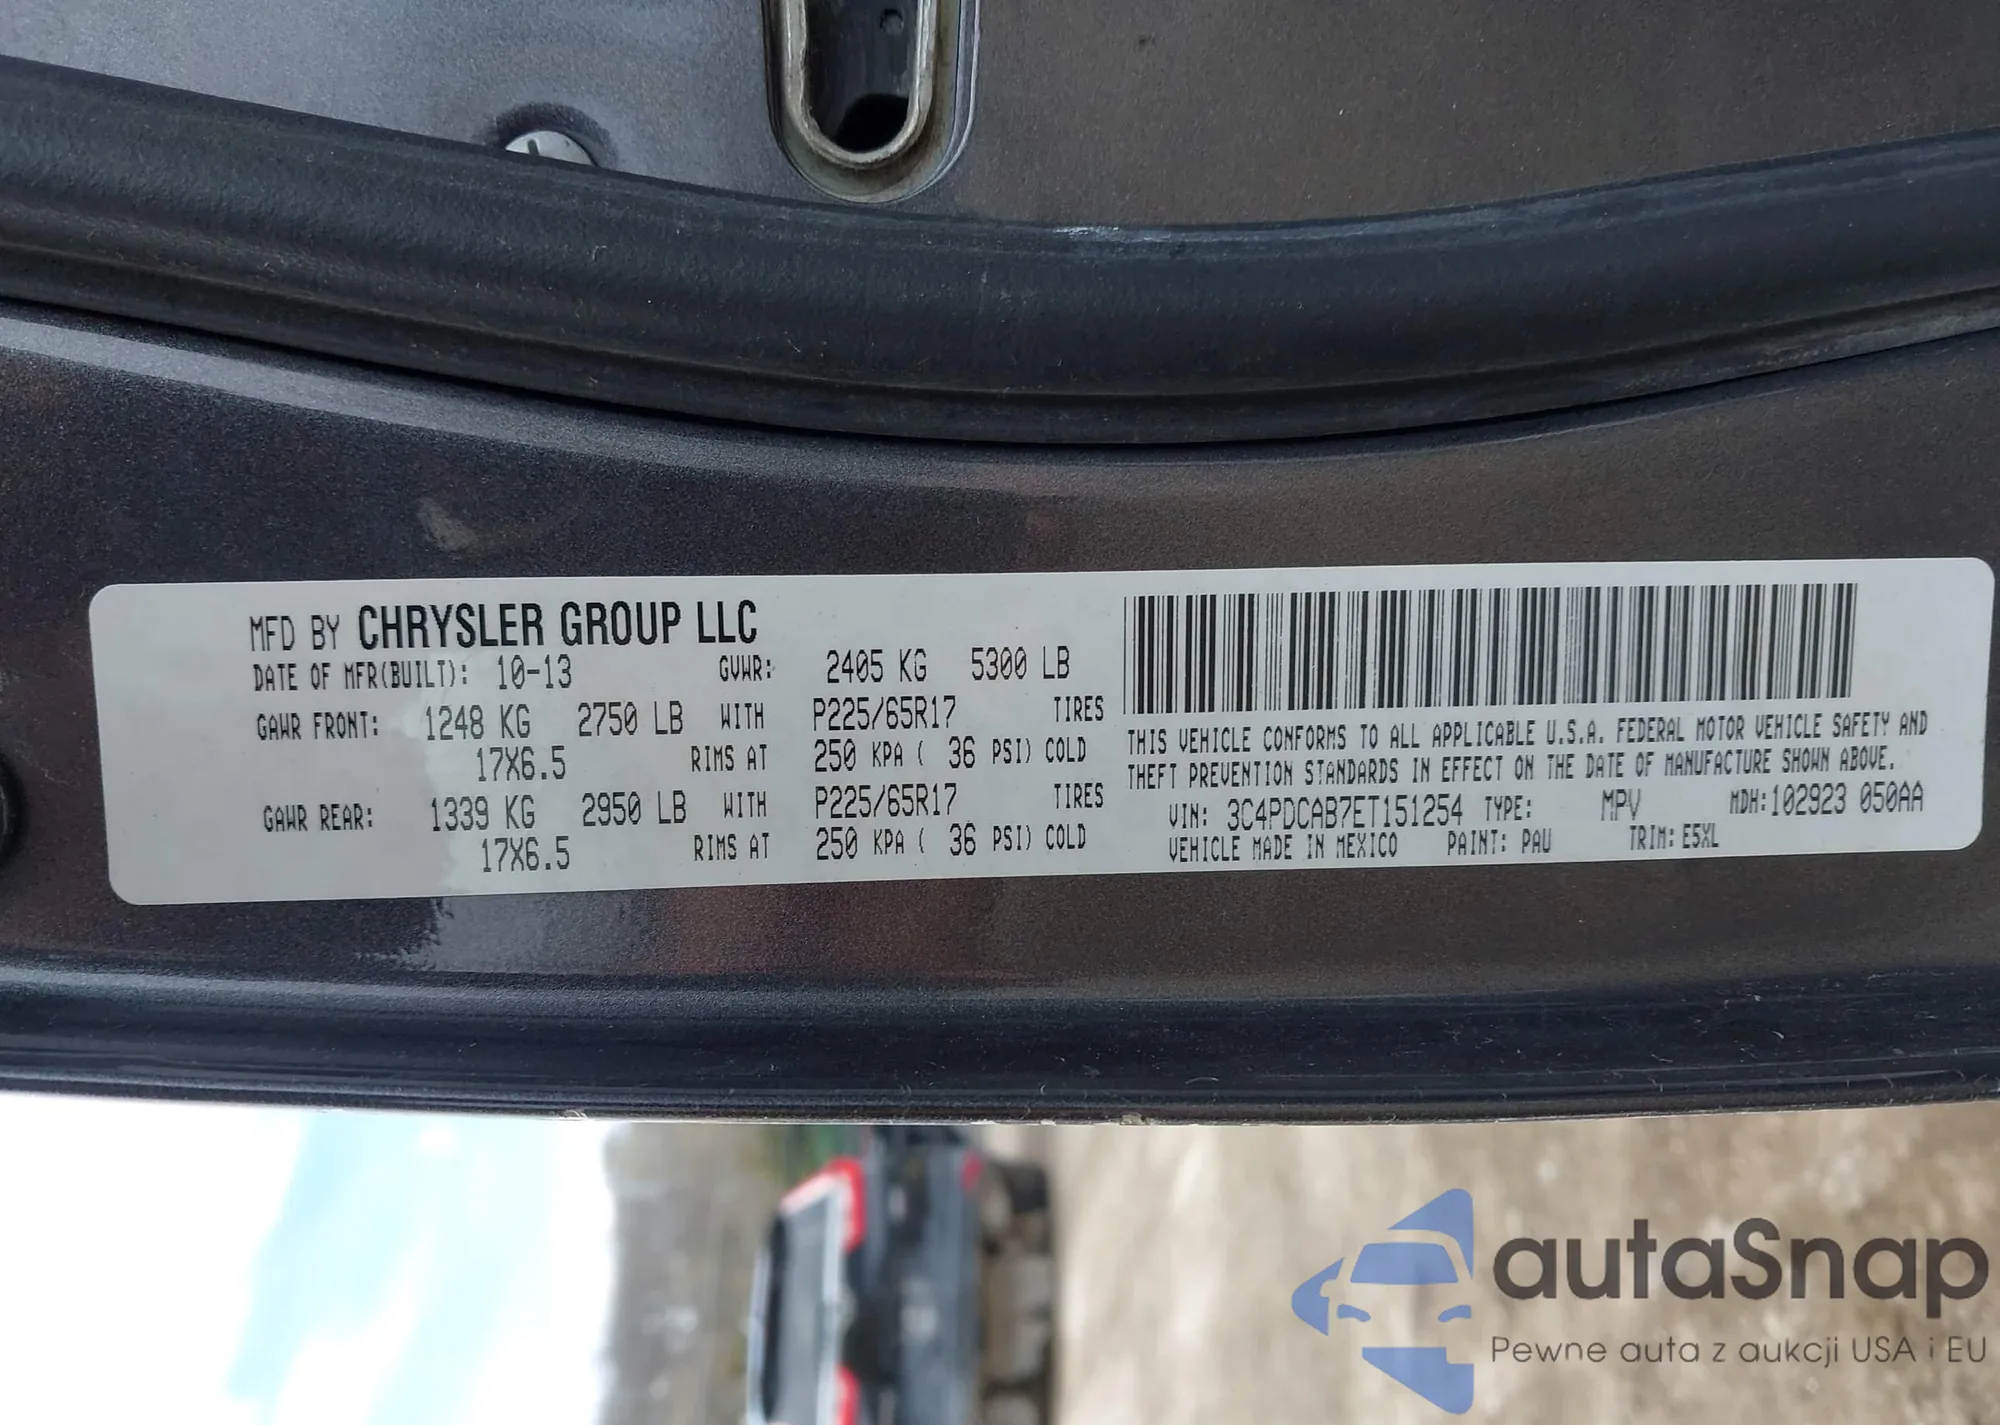 MFD BY CHRYSLER GROUP LLC
DATE OF MFR(BUILT): 10-13 GVWR: 2405 KG 5300 LB
GAWR FRONT: 1248 KG 2750 LB WITH P225/65R17 TIRES
17X6.5 RIMS AT 250 KPA ( 36 PSI) COLD
GAWR REAR: 1339 KG 2950 LB WITH P225/65R17 TIRES
17X6.5 RIMS AT 250 KPA ( 36 PSI) COLD
THIS VEHICLE CONFORMS TO ALL APPLICABLE U.S.A. FEDERAL MOTOR VEHICLE SAFETY AND
THEFT PREVENTION STANDARDS IN EFFECT ON THE DATE OF MANUFACTURE SHOWN ABOVE.
VIN: 3C4PDCAB7ET151254 TYPE: MPV MDH:102923 050AA
VEHICLE MADE IN MEXICO PAINT: PAU TRIM: E5XL
autaSnap
Pewne auta z aukcji USA i EU